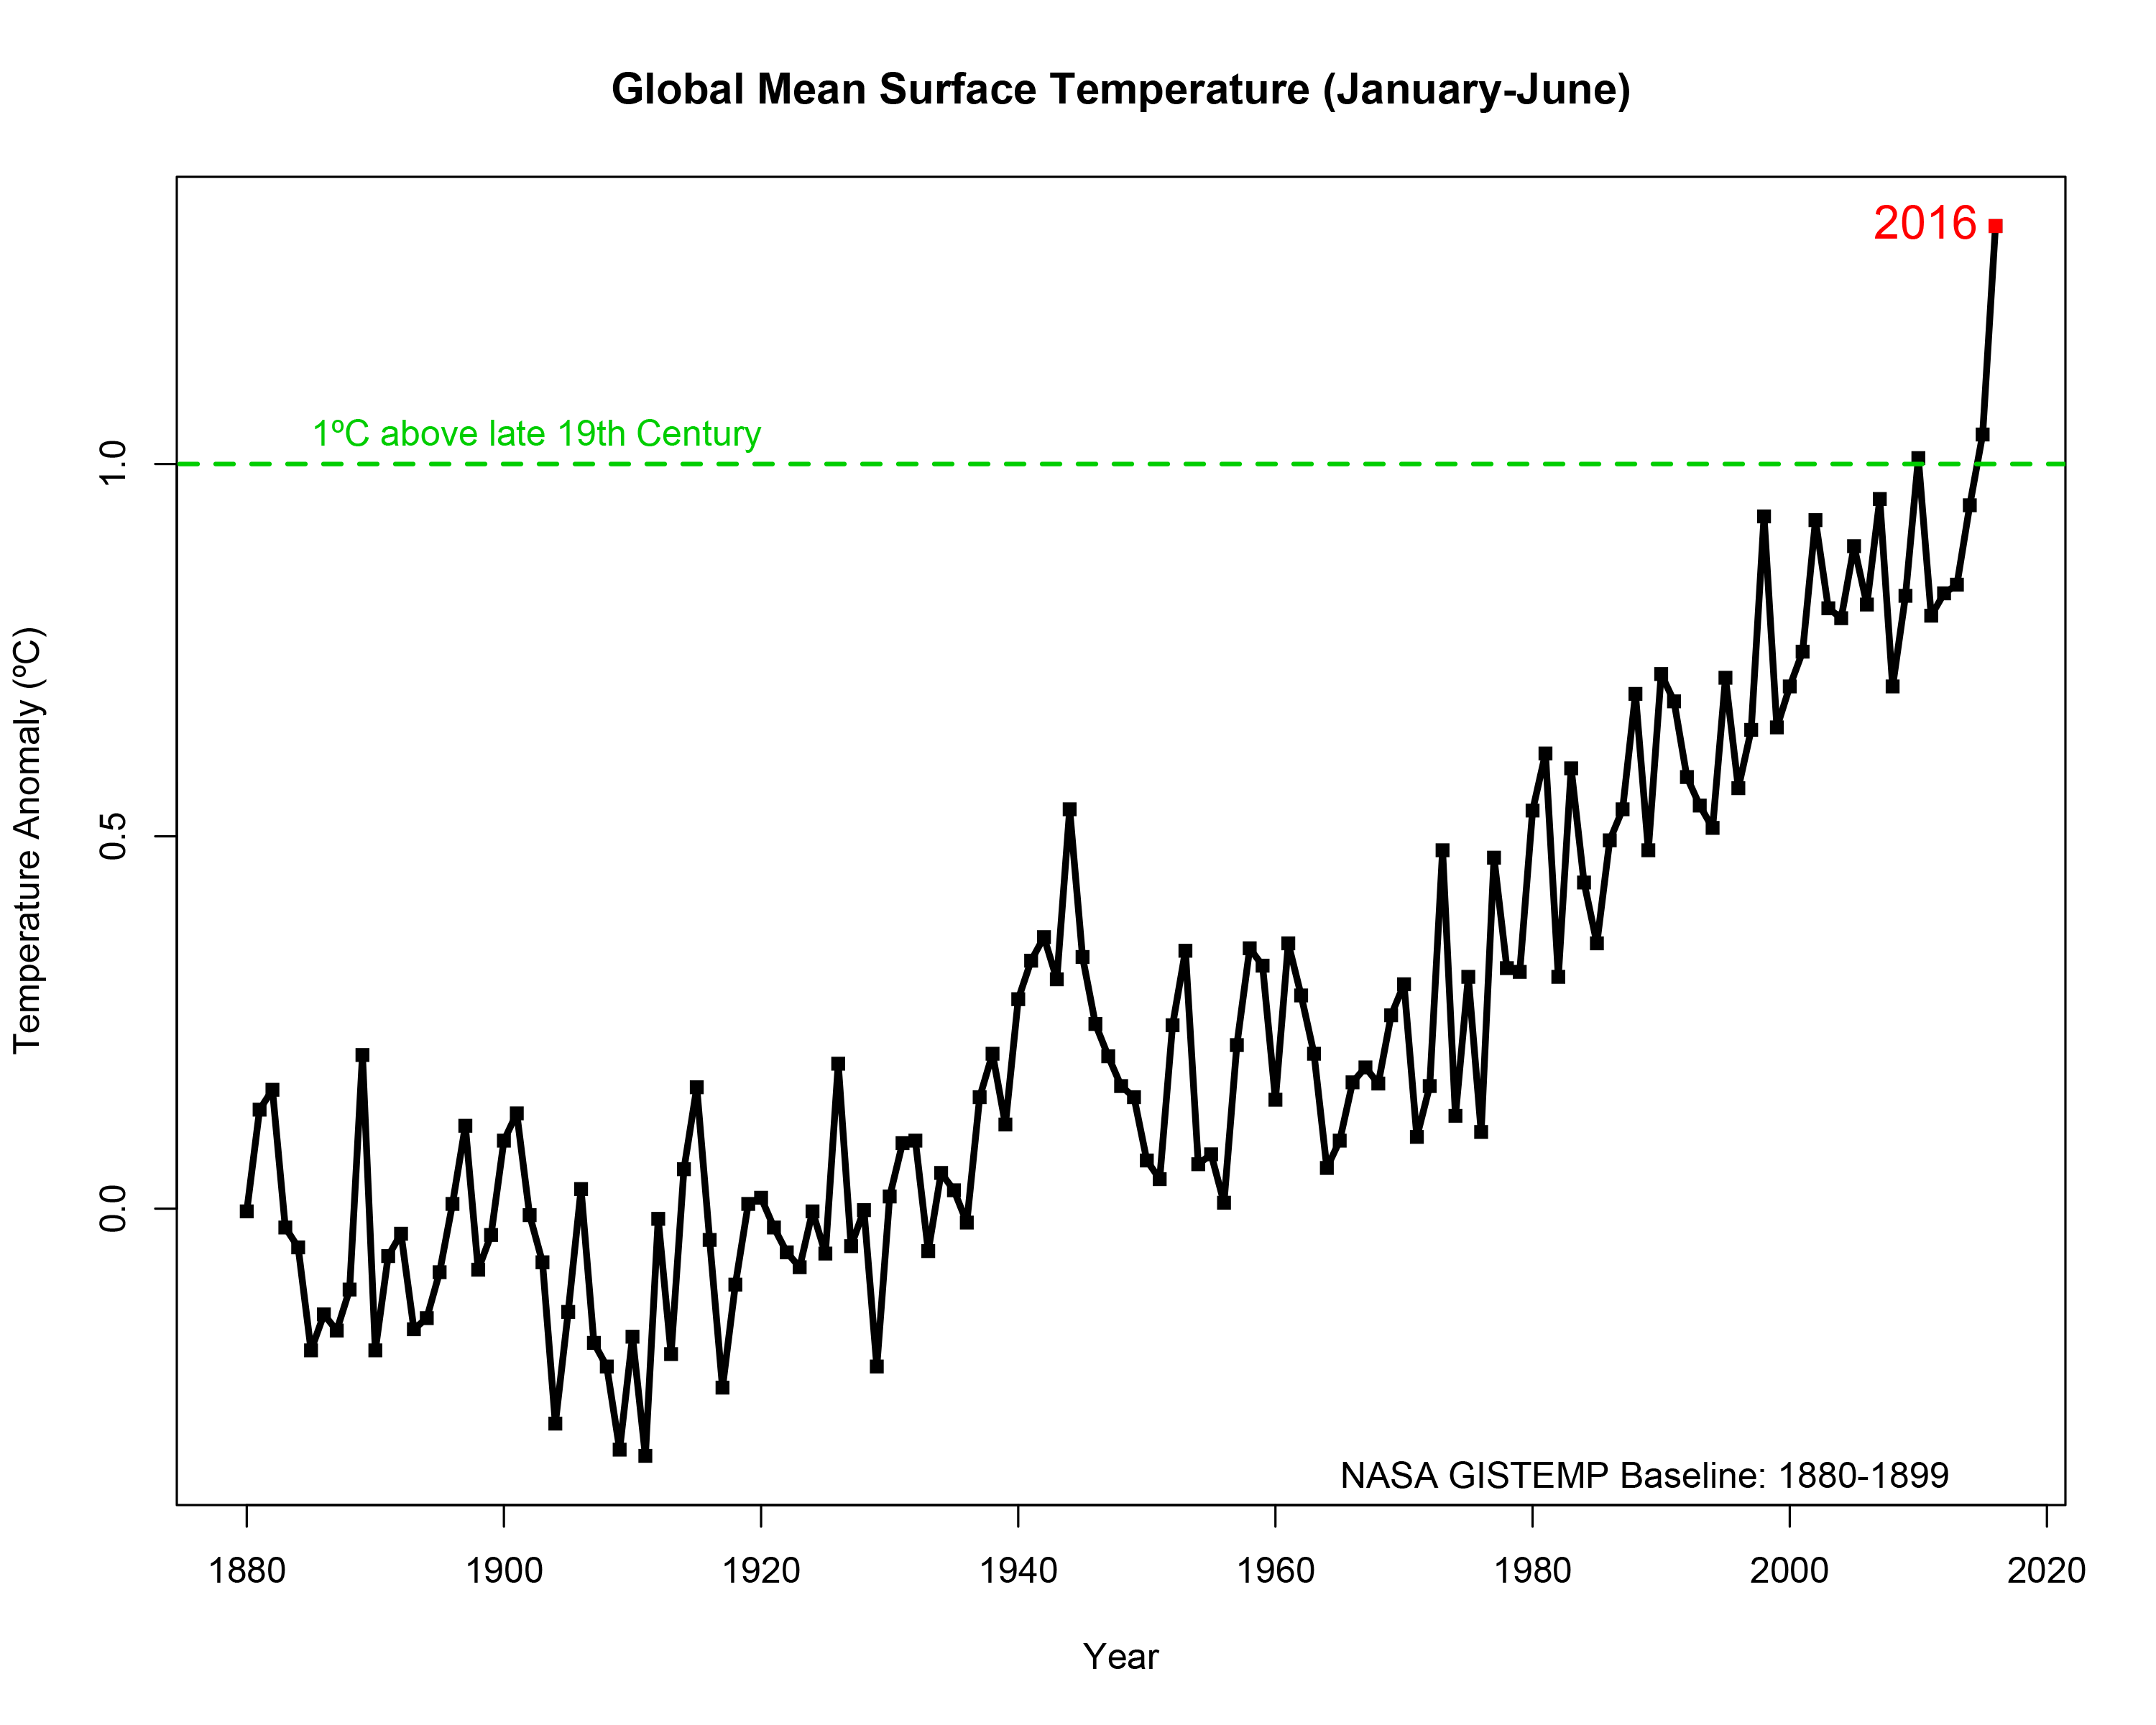 Global Mean Surface Temperature (January-June)
2016
1ºC above late 19th Century
1.0
0.5
0.0
Temperature Anomaly (ºC)
NASA GISTEMP Baseline: 1880-1899
1880 1900 1920 1940 1960 1980 2000 2020
Year